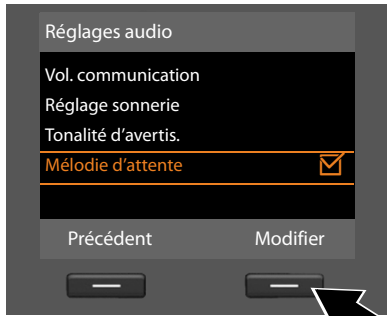 Réglages audio
Vol. communication
Réglage sonnerie
Tonalité d'avertis.
Mélodie d'attente
Précédent Modifier